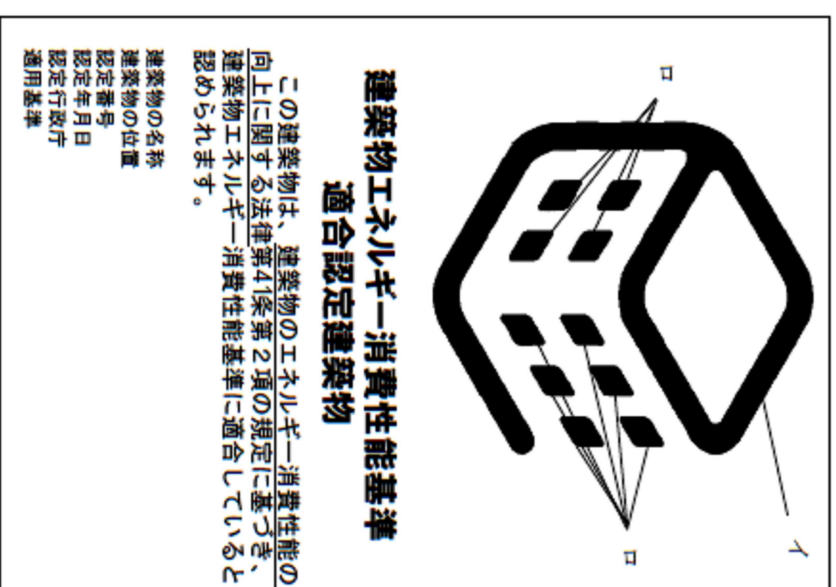 イ
ロ
ロ
建築物エネルギー消費性能基準
適合認定建築物
この建築物は、建築物のエネルギー消費性能の
向上に関する法律第41条第2項の規定に基づき、
建築物エネルギー消費性能基準に適合していると
認められます。
建築物の名称
建築物の位置
認定番号
認定年月日
認定行政庁
適用基準